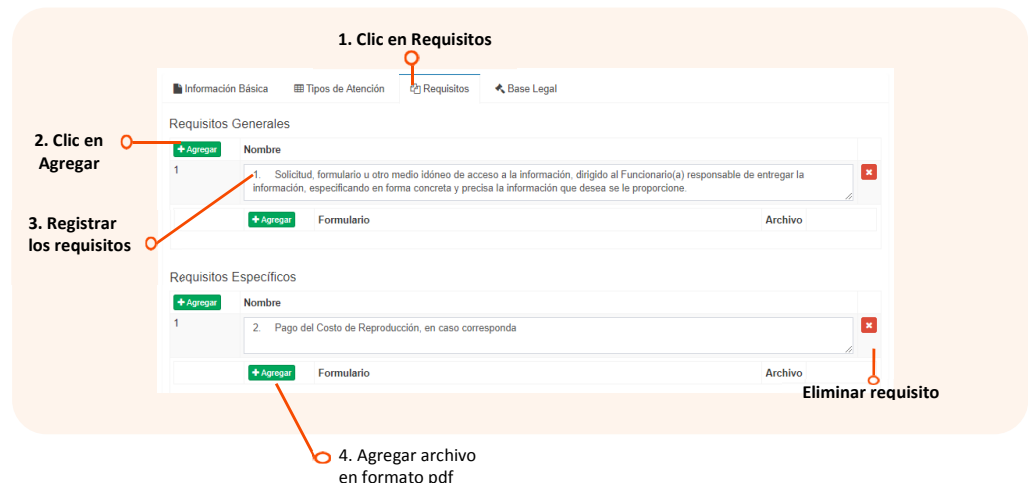 1. Clic en Requisitos
Información Básica
Tipos de Atención
Requisitos
Base Legal
Requisitos Generales
2. Clic en
Agregar
+ Agregar
Nombre
1
1. Solicitud, formulario u otro medio idóneo de acceso a la información, dirigido al Funcionario(a) responsable de entregar la
información, especificando en forma concreta y precisa la información que desea se le proporcione.
3. Registrar
los requisitos
+ Agregar
Formulario
Archivo
Requisitos Específicos
+ Agregar
Nombre
1
2. Pago del Costo de Reproducción, en caso corresponda
+ Agregar
Formulario
Archivo
Eliminar requisito
4. Agregar archivo
en formato pdf